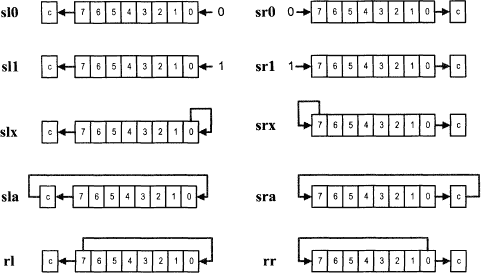 sl0 c 7 6 5 4 3 2 1 0 0 sr0 0 7 6 5 4 3 2 1 0 c
sl1 c 7 6 5 4 3 2 1 0 1 sr1 1 7 6 5 4 3 2 1 0 c
slx c 7 6 5 4 3 2 1 0 srx 7 6 5 4 3 2 1 0 c
sla c 7 6 5 4 3 2 1 0 sra 7 6 5 4 3 2 1 0 c
rl c 7 6 5 4 3 2 1 0 rr 7 6 5 4 3 2 1 0 c